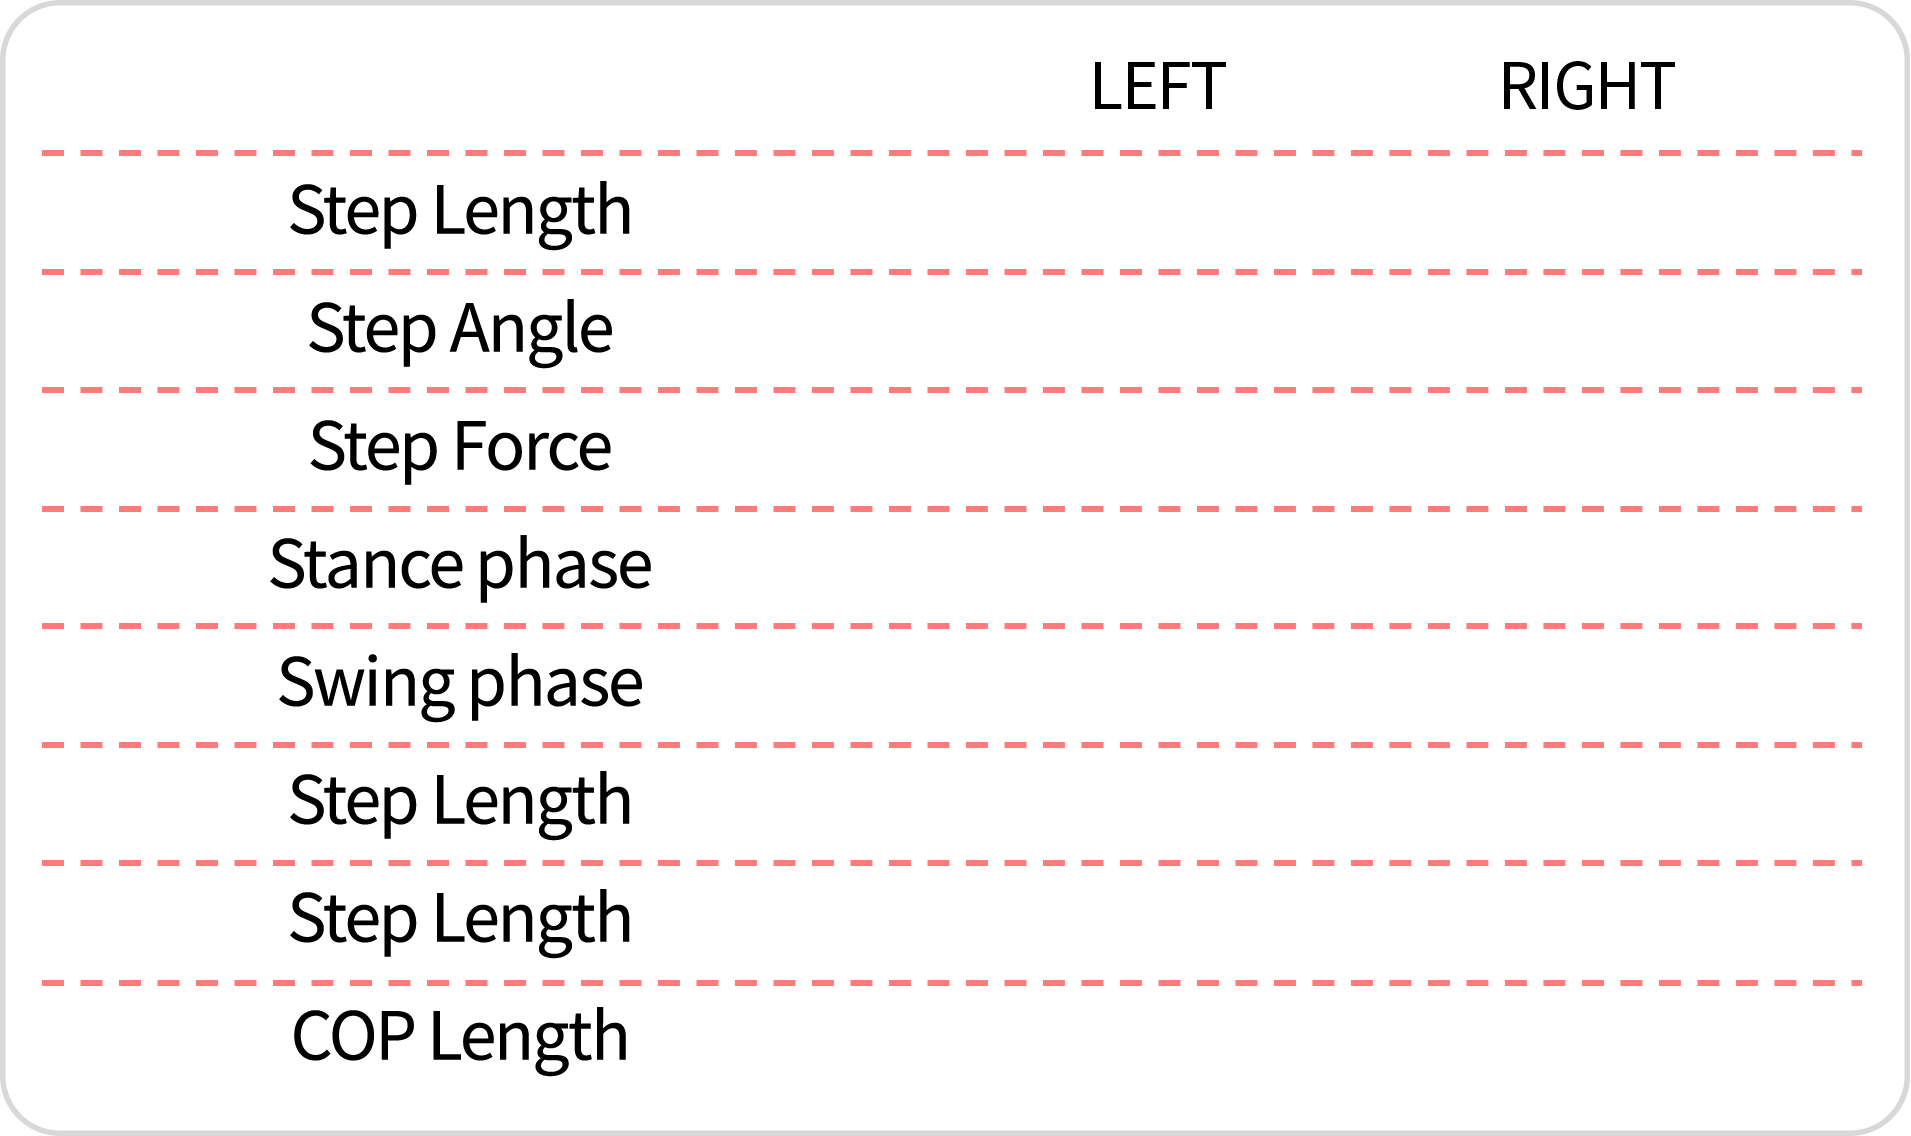 LEFT RIGHT
Step Length
Step Angle
Step Force
Stance phase
Swing phase
Step Length
Step Length
COP Length